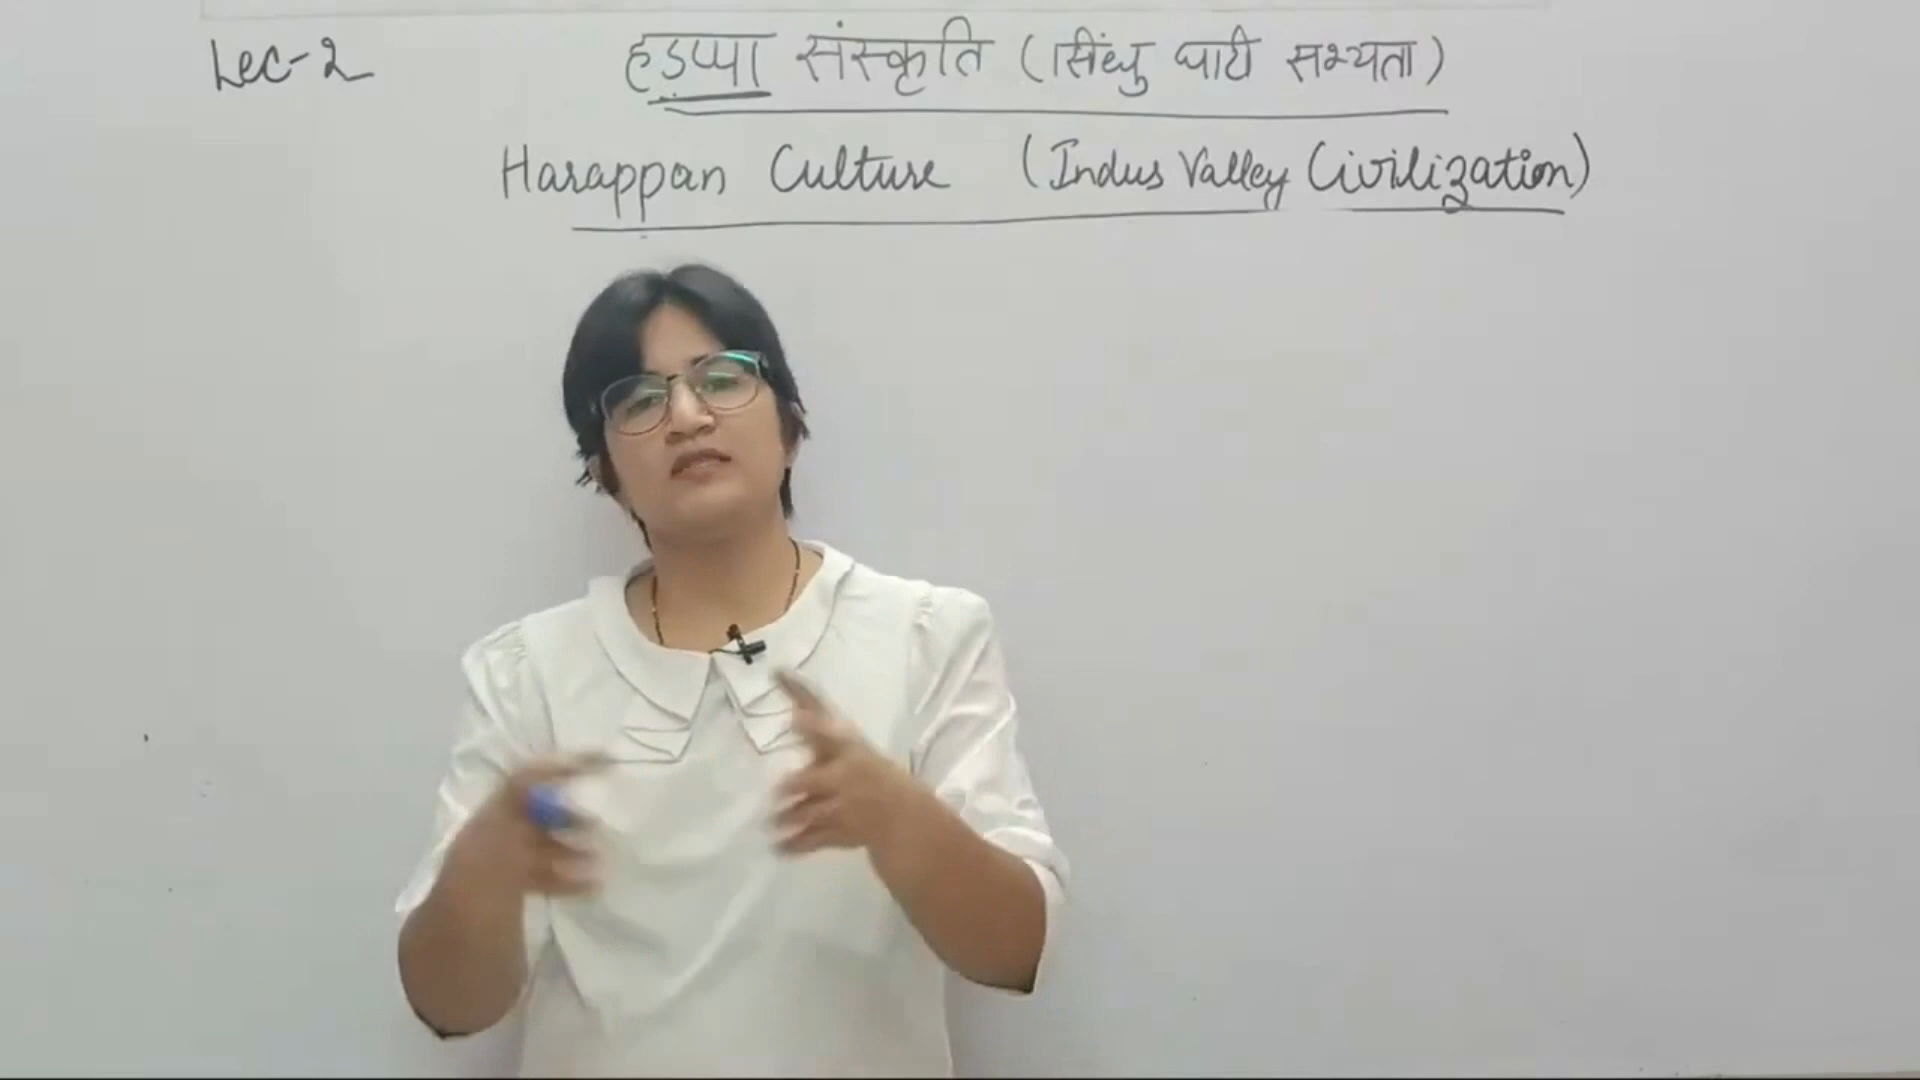 Lec-2
हड़प्पा संस्कृति (सिंधु घाटी सभ्यता)
Harappan Culture (Indus Valley Civilization)